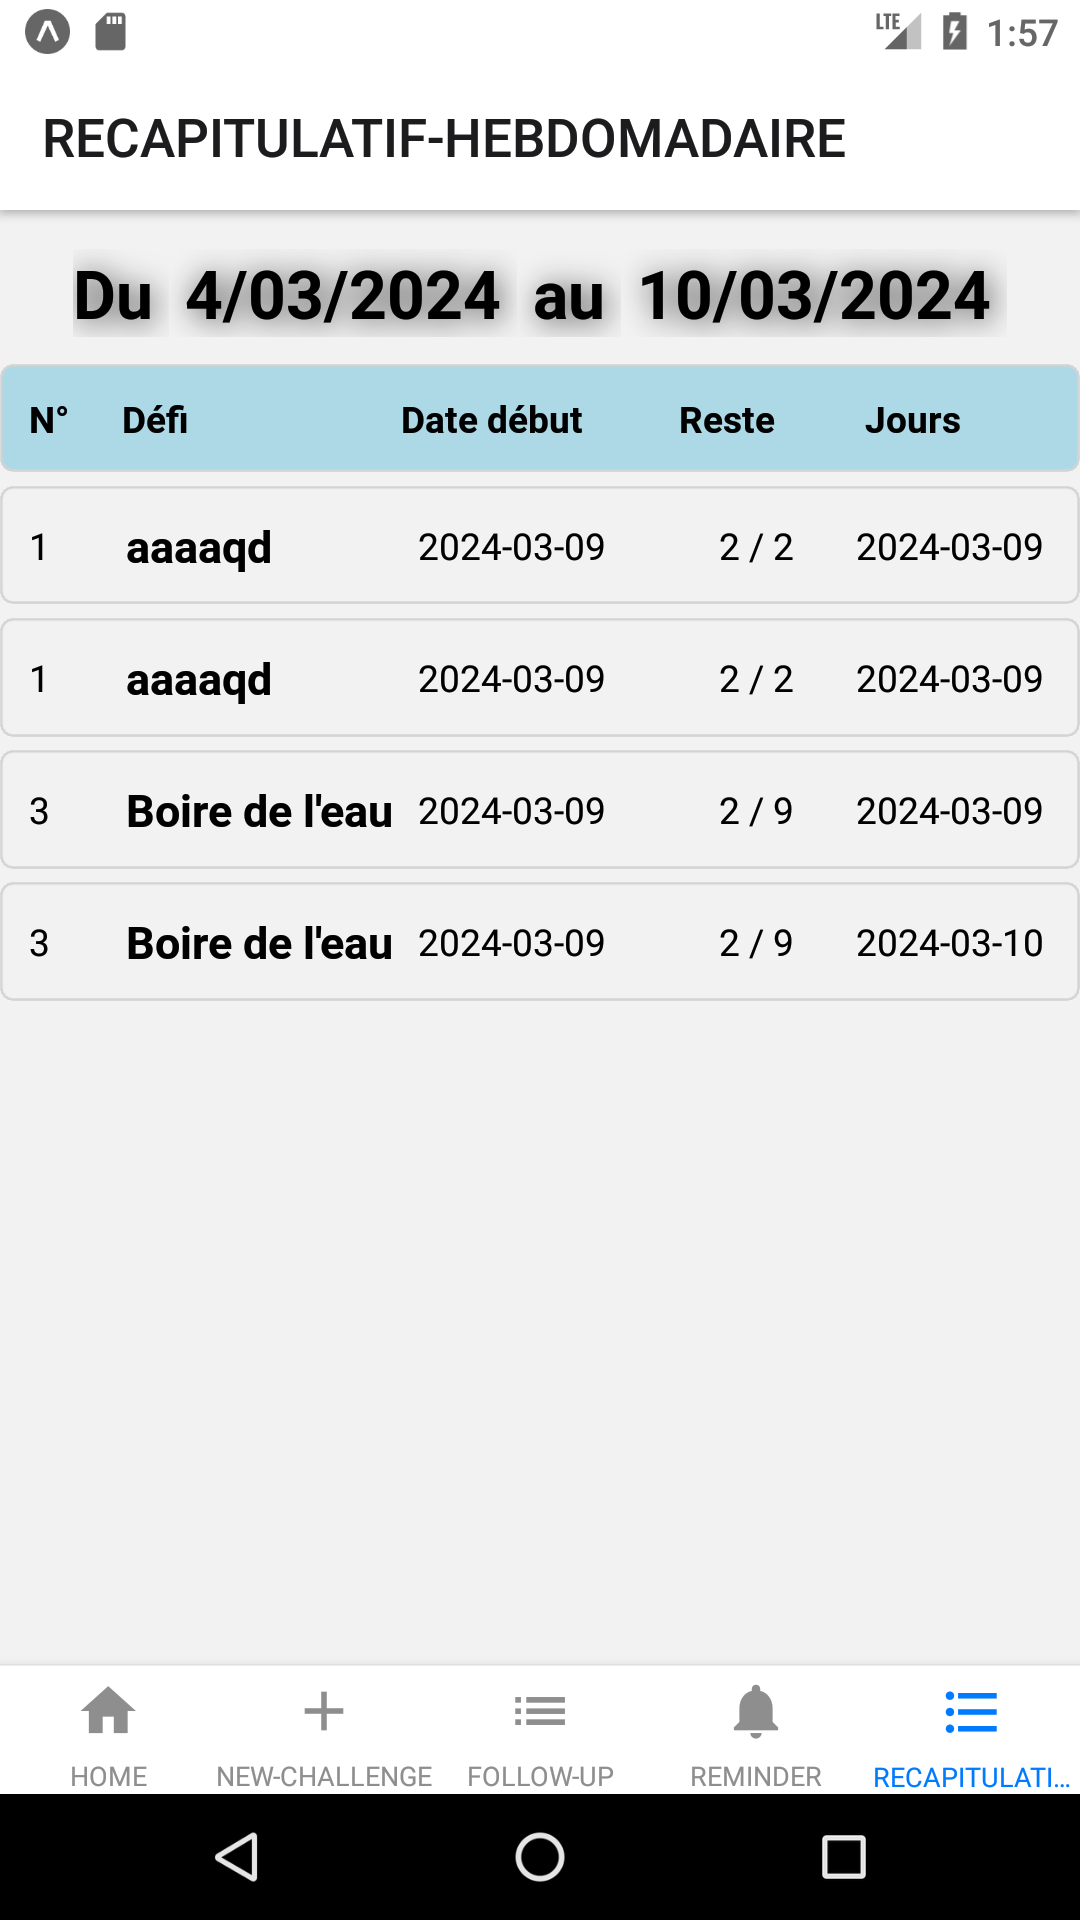 LTE 1:57
RECAPITULATIF-HEBDOMADAIRE
Du 4/03/2024 au 10/03/2024
N° Défi Date début Reste Jours
1 aaaaqd 2024-03-09 2 / 2 2024-03-09
1 aaaaqd 2024-03-09 2 / 2 2024-03-09
3 Boire de l'eau 2024-03-09 2 / 9 2024-03-09
3 Boire de l'eau 2024-03-09 2 / 9 2024-03-10
HOME NEW-CHALLENGE FOLLOW-UP REMINDER RECAPITULATI...